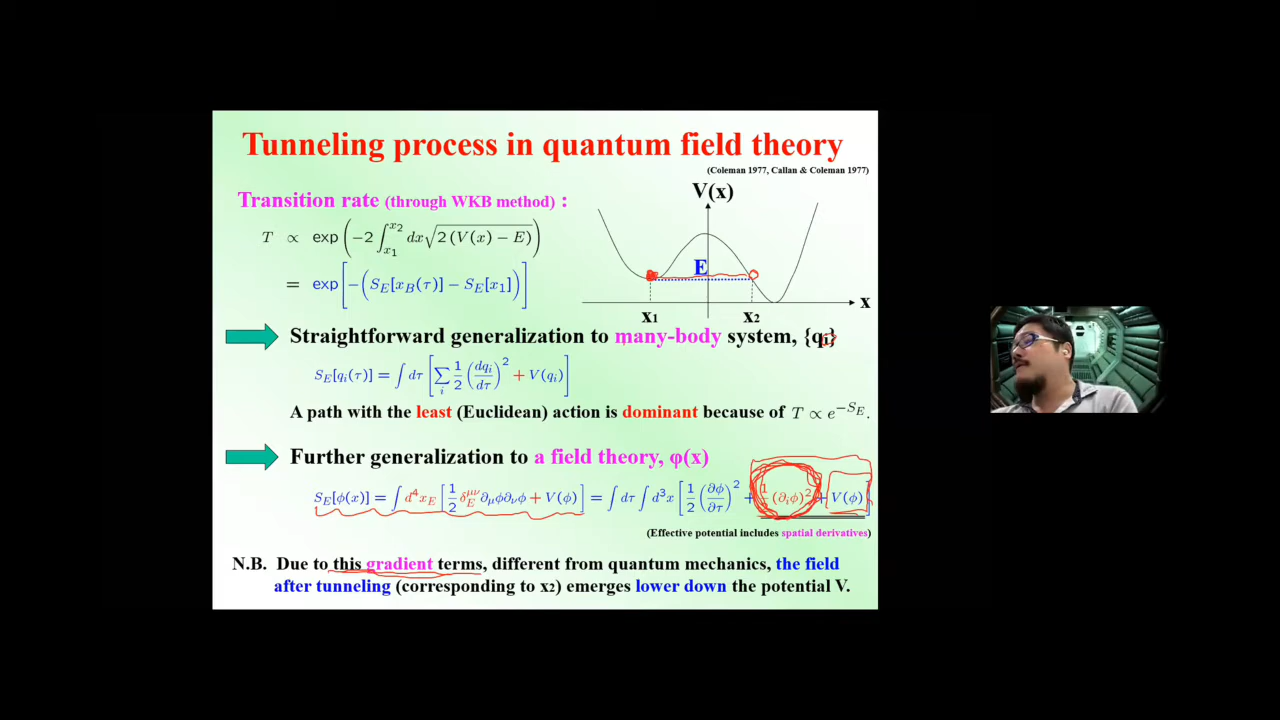 Tunneling process in quantum field theory
(Coleman 1977, Callan & Coleman 1977)
Transition rate (through WKB method) :
V(x)
T ∝ exp(−2∫_{x₁}^{x₂} dx√(2(V(x) − E)))
= exp[−(S_E[x_B(τ)] − S_E[x₁])]
E
x
x1 x2
Straightforward generalization to many-body system, {qi}
S_E[q_i(τ)] = ∫dτ [∑_i 1/2 (dq_i/dτ)² + V(q_i)]
A path with the least (Euclidean) action is dominant because of T ∝ e^{−S_E}.
Further generalization to a field theory, φ(x)
S_E[ϕ(x)] = ∫d⁴x_E [1/2 δ_E^{μν} ∂_μϕ∂_νϕ + V(ϕ)] = ∫dτ ∫d³x [1/2 (∂ϕ/∂τ)² + 1/2 (∂_iϕ)² + V(ϕ)]
(Effective potential includes spatial derivatives)
N.B. Due to this gradient terms, different from quantum mechanics, the field
after tunneling (corresponding to x2) emerges lower down the potential V.